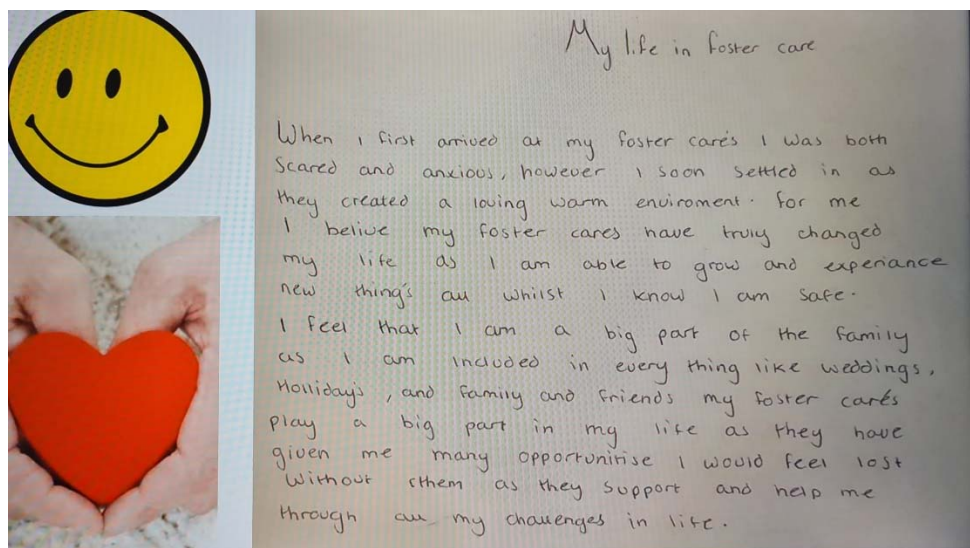 My life in foster care
When I first arrived at my foster carés I was both
scared and anxious, however I soon settled in as
they created a loving warm enviroment. For me
I belive my foster cares have truly changed
my life as I am able to grow and experiance
new thing's all whilst I know I am safe.
I feel that I am a big part of the family
as I am included in every thing like weddings,
Holliday's, and family and friends my foster carés
play a big part in my life as they have
given me many opportunitise I would feel lost
without them as they support and help me
through all my challenges in life.